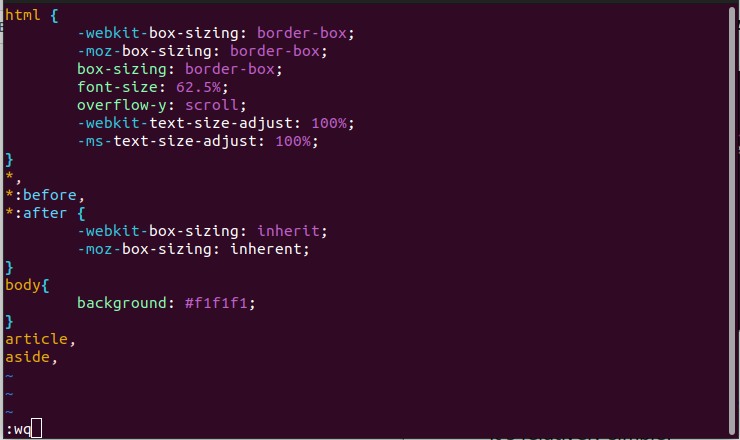 html {
        -webkit-box-sizing: border-box;
        -moz-box-sizing: border-box;
        box-sizing: border-box;
        font-size: 62.5%;
        overflow-y: scroll;
        -webkit-text-size-adjust: 100%;
        -ms-text-size-adjust: 100%;
}
*,
*:before,
*:after {
        -webkit-box-sizing: inherit;
        -moz-box-sizing: inherent;
}
body{
        background: #f1f1f1;
}
article,
aside,
~
~
~
:wq